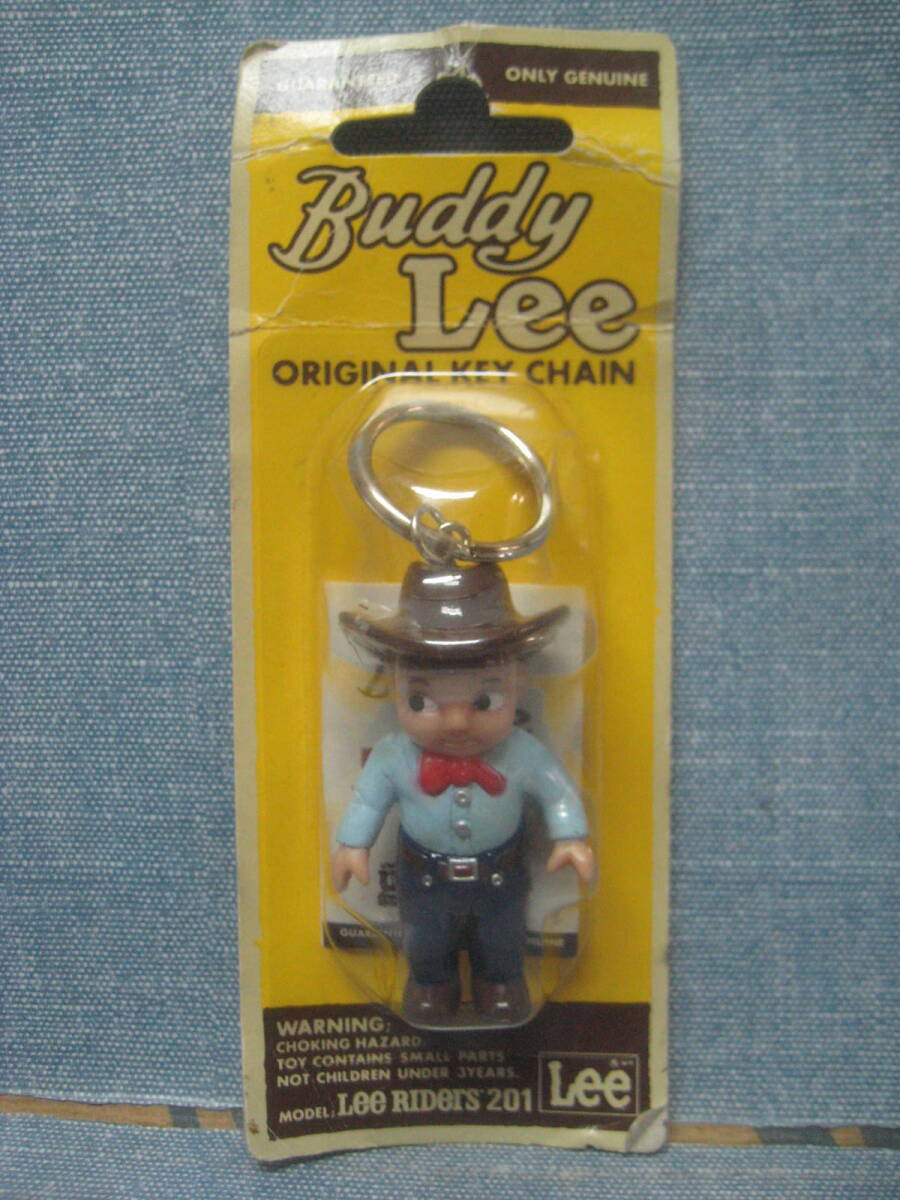 GUARANTEED
ONLY GENUINE
Buddy
Lee
ORIGINAL KEY CHAIN
WARNING;
CHOKING HAZARD.
TOY CONTAINS SMALL PARTS
NOT CHILDREN UNDER 3YEARS.
MODEL; Lee RIDERS 201
Lee